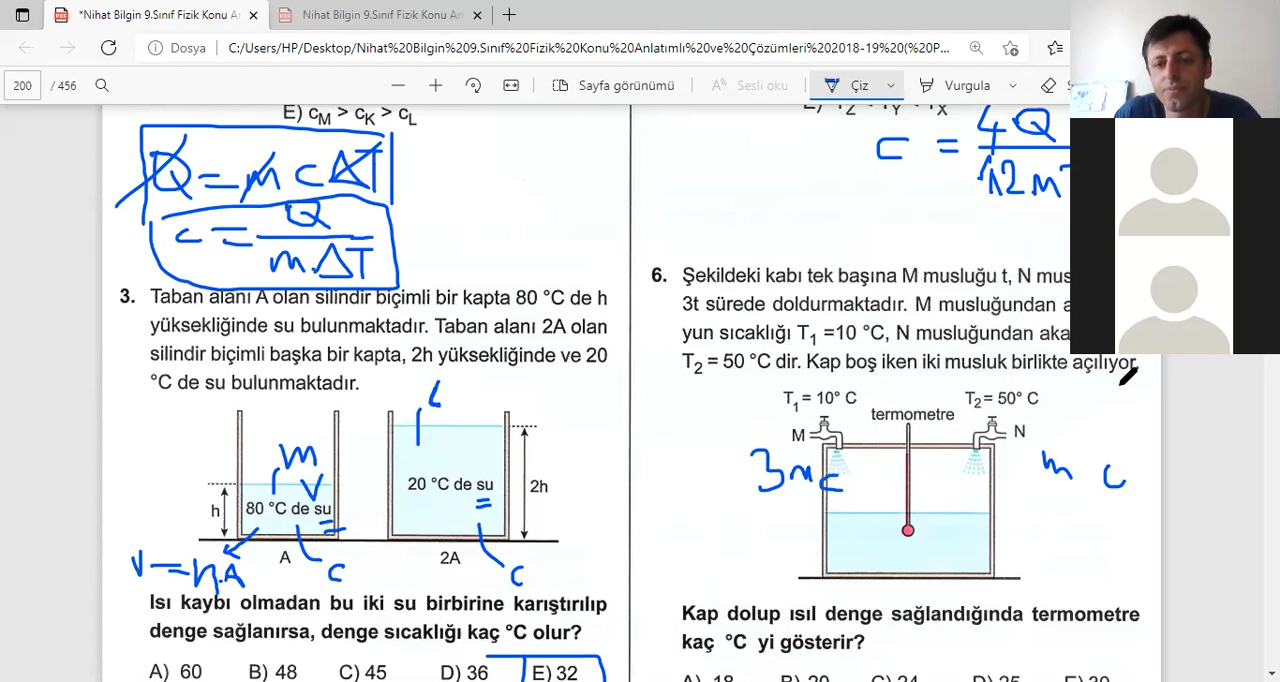 *Nihat Bilgin 9.Sınıf Fizik Konu A
Nihat Bilgin 9.Sınıf Fizik Konu An
Dosya
C:/Users/HP/Desktop/Nihat%20Bilgin%209.Sınıf%20Fizik%20Konu%20Anlatımlı%20ve%20Çözümleri%202018-19%20(%20P...
200 / 456
Sayfa görünümü
Sesli oku
Çiz
Vurgula
E) cM > cK > cL
Q = m c ΔT
c = Q / m ΔT
3. Taban alanı A olan silindir biçimli bir kapta 80 °C de h
yüksekliğinde su bulunmaktadır. Taban alanı 2A olan
silindir biçimli başka bir kapta, 2h yüksekliğinde ve 20
°C de su bulunmaktadır.
m
V
h
80 °C de su
A
V = h.A
c
20 °C de su
2h
2A
c
Isı kaybı olmadan bu iki su birbirine karıştırılıp
denge sağlanırsa, denge sıcaklığı kaç °C olur?
A) 60 B) 48 C) 45 D) 36 E) 32
c = 4Q / 12m
6. Şekildeki kabı tek başına M musluğu t, N mus
3t sürede doldurmaktadır. M musluğundan a
yun sıcaklığı T1 =10 °C, N musluğundan aka
T2 = 50 °C dir. Kap boş iken iki musluk birlikte açılıyor.
T1 = 10° C
termometre
T2 = 50° C
M
N
3m c
m c
Kap dolup ısıl denge sağlandığında termometre
kaç °C yi gösterir?